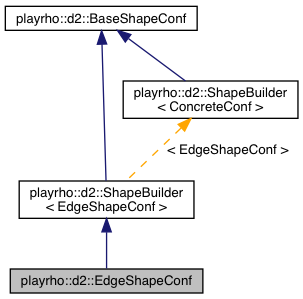 playrho::d2::BaseShapeConf
playrho::d2::ShapeBuilder
< ConcreteConf >
< EdgeShapeConf >
playrho::d2::ShapeBuilder
< EdgeShapeConf >
playrho::d2::EdgeShapeConf